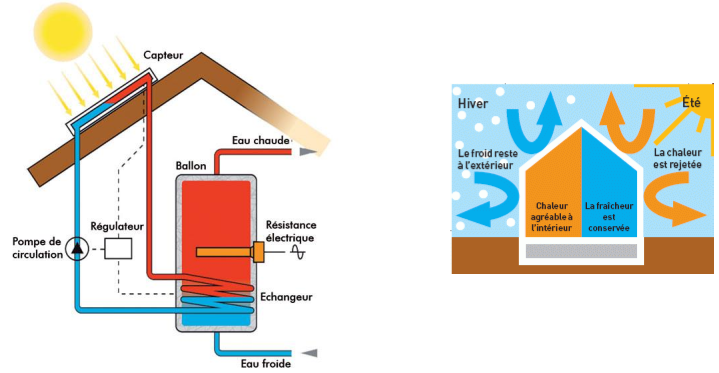 Capteur
Eau chaude
Ballon
Régulateur
Résistance
électrique
Pompe de
circulation
Echangeur
Eau froide
Hiver
Été
Le froid reste
à l'extérieur
La chaleur
est rejetée
Chaleur
agréable à
l'intérieur
La fraîcheur
est
conservée